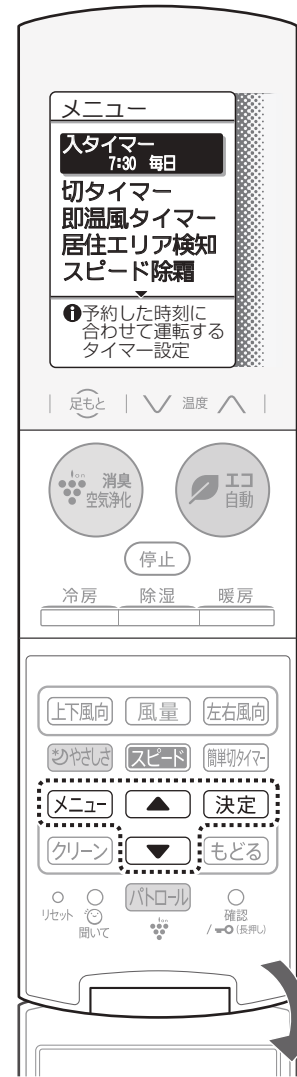 メニュー
入タイマー
7:30 毎日
切タイマー
即温風タイマー
居住エリア検知
スピード除霜
予約した時刻に
合わせて運転する
タイマー設定
足もと 温度
ion 消臭 空気浄化
エコ 自動
停止
冷房 除湿 暖房
上下風向 風量 左右風向
やさしさ スピード 簡単切タイマー
メニュー 決定
クリーン もどる
パトロール
ion
リセット 聞いて 確認
/ (長押し)